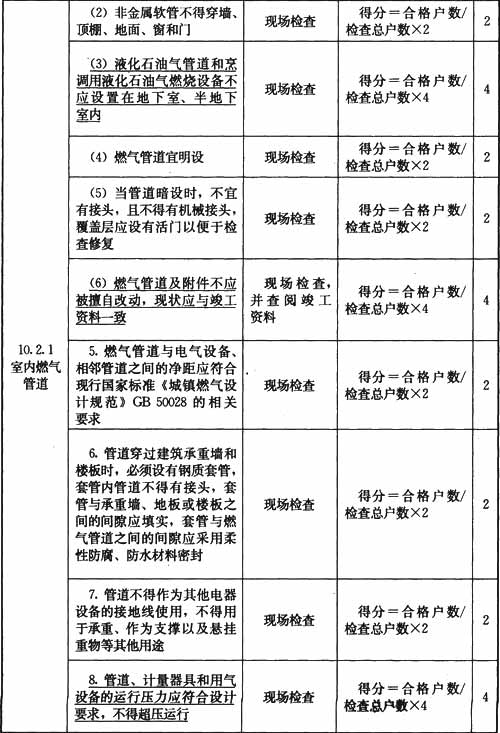 （2）非金属软管不得穿墙、
顶棚、地面、窗和门
现场检查
得分＝合格户数/
检查总户数×2
2
（3）液化石油气管道和烹
调用液化石油气燃烧设备不
应设置在地下室、半地下
室内
现场检查
得分＝合格户数/
检查总户数×4
4
（4）燃气管道宜明设
现场检查
得分＝合格户数/
检查总户数×2
2
（5）当管道暗设时，不宜
有接头，且不得有机械接头，
覆盖层应设有活门以便于检
查修复
现场检查
得分＝合格户数/
检查总户数×2
2
（6）燃气管道及附件不应
被擅自改动，现状应与竣工
资料一致
现场检查，
并查阅竣工
资料
得分＝合格户数/
检查总户数×4
4
10.2.1
室内燃气
管道
5. 燃气管道与电气设备、
相邻管道之间的净距应符合
现行国家标准《城镇燃气设
计规范》GB 50028 的相关
要求
现场检查
得分＝合格户数/
检查总户数×2
2
6. 管道穿过建筑承重墙和
楼板时，必须设有钢质套管，
套管内管道不得有接头，套
管与承重墙、地板或楼板之
间的间隙应填实，套管与燃
气管道之间的间隙应采用柔
性防腐、防水材料密封
现场检查
得分＝合格户数/
检查总户数×2
2
7. 管道不得作为其他电器
设备的接地线使用，不得用
于承重、作为支撑以及悬挂
重物等其他用途
现场检查
得分＝合格户数/
检查总户数×2
2
8. 管道、计量器具和用气
设备的运行压力应符合设计
要求，不得超压运行
现场检查
得分＝合格户数/
检查总户数×4
4